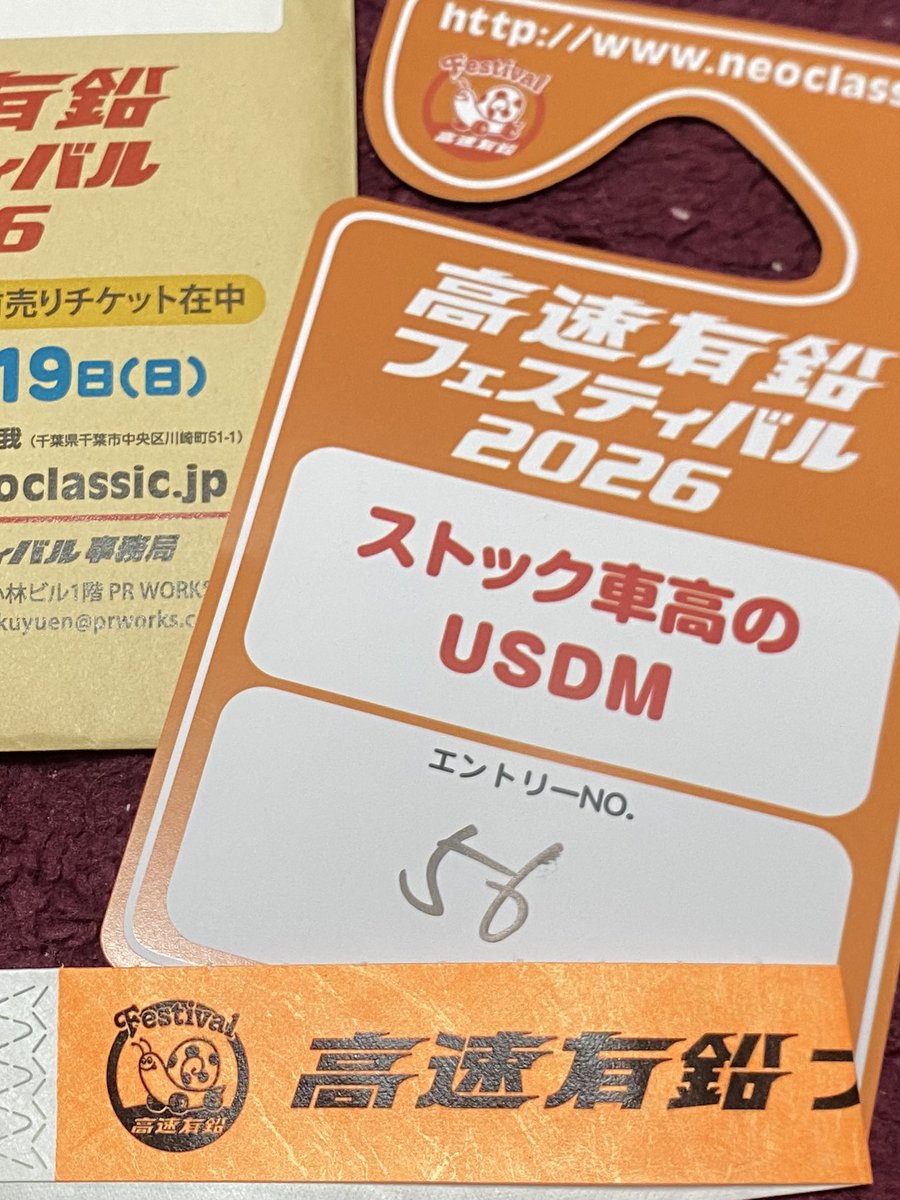 有鉛
ィバル
6
売りチケット在中
19日(日)
我 (千葉県千葉市中央区川崎町51-1)
oclassic.jp
ィバル 事務局
小林ビル1階 PR WORKS
kuyuen@prworks.c
http://www.neoclass
Festival
高速有鉛
高速有鉛
フェスティバル
2026
ストック車高の
USDM
エントリーNO.
56
Festival
高速有鉛
高速有鉛フ